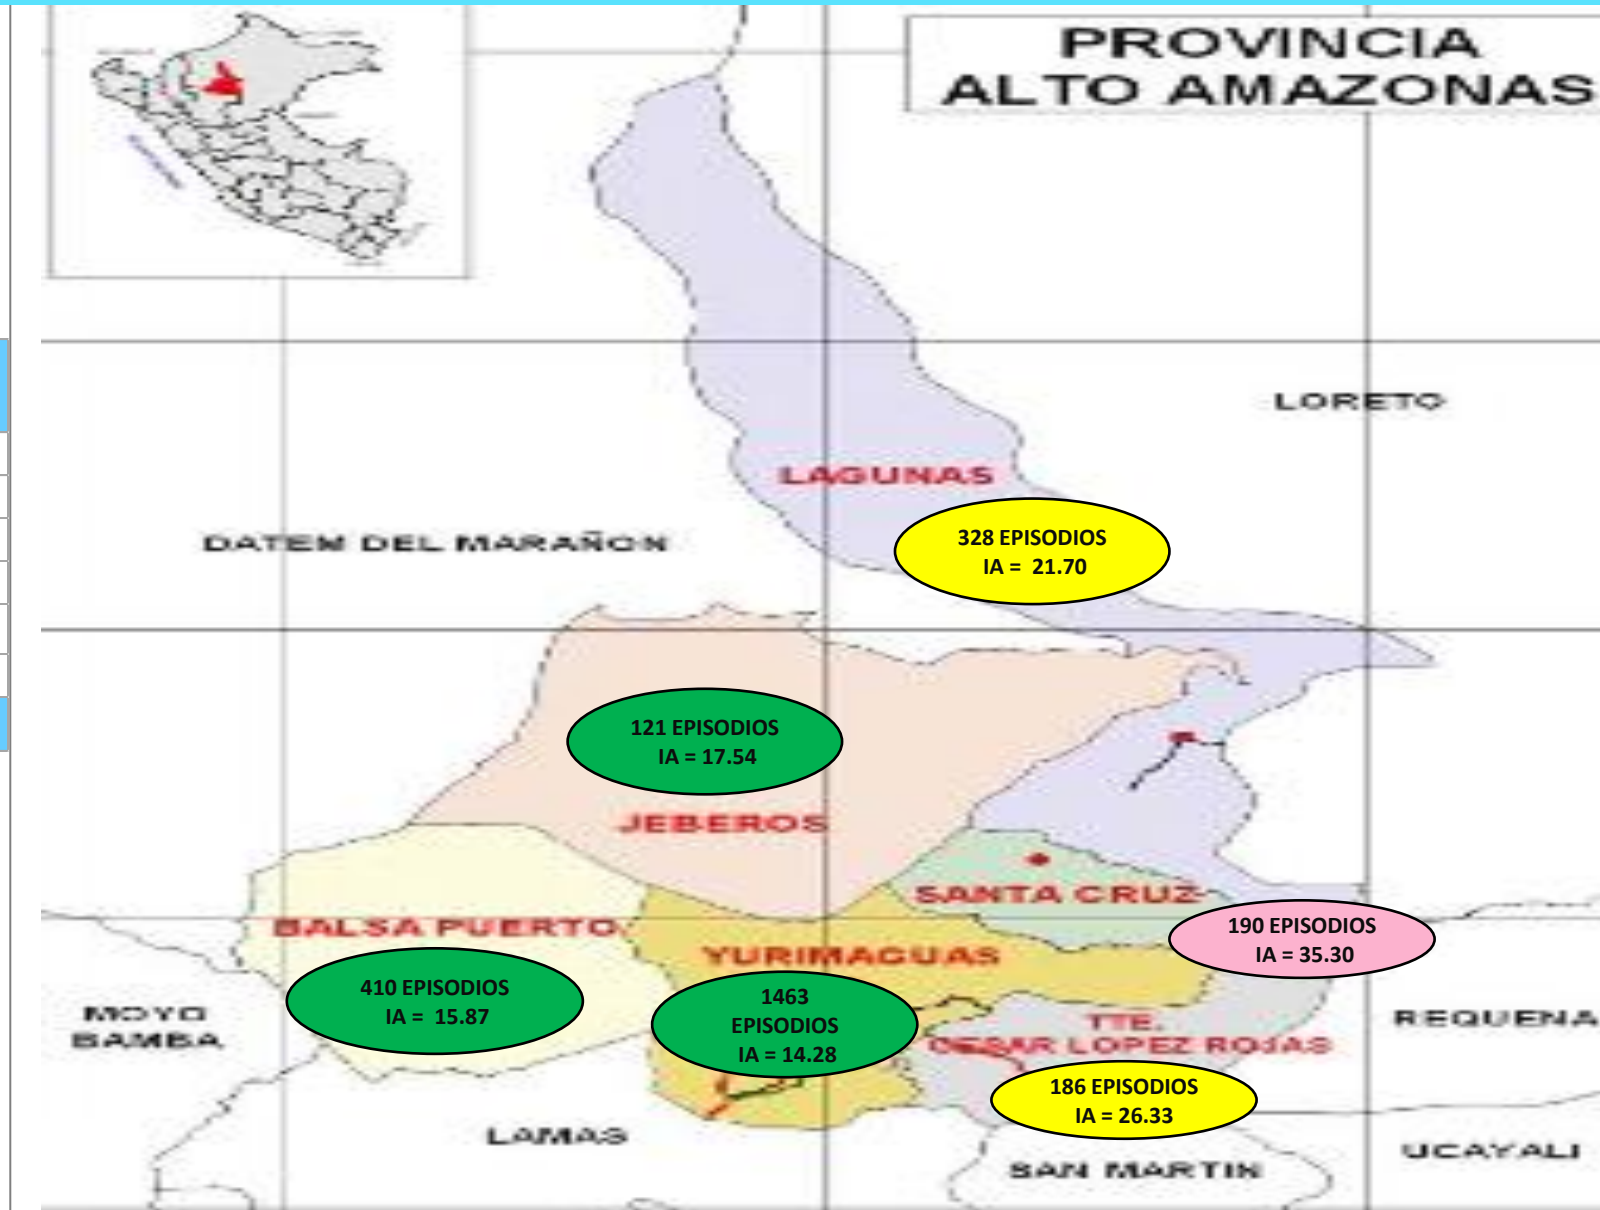 PROVINCIA
ALTO AMAZONAS
LORETO
LAGUNAS
328 EPISODIOS
IA =  21.70
DATEM DEL MARAÑON
121 EPISODIOS
IA = 17.54
JEBEROS
SANTA CRUZ
190 EPISODIOS
IA = 35.30
BALSA PUERTO
410 EPISODIOS
IA =  15.87
YURIMAGUAS
1463
EPISODIOS
IA = 14.28
MOYO
BAMBA
TTE.
CESAR LOPEZ ROJAS
186 EPISODIOS
IA = 26.33
REQUENA
LAMAS
SAN MARTIN
UCAYALI